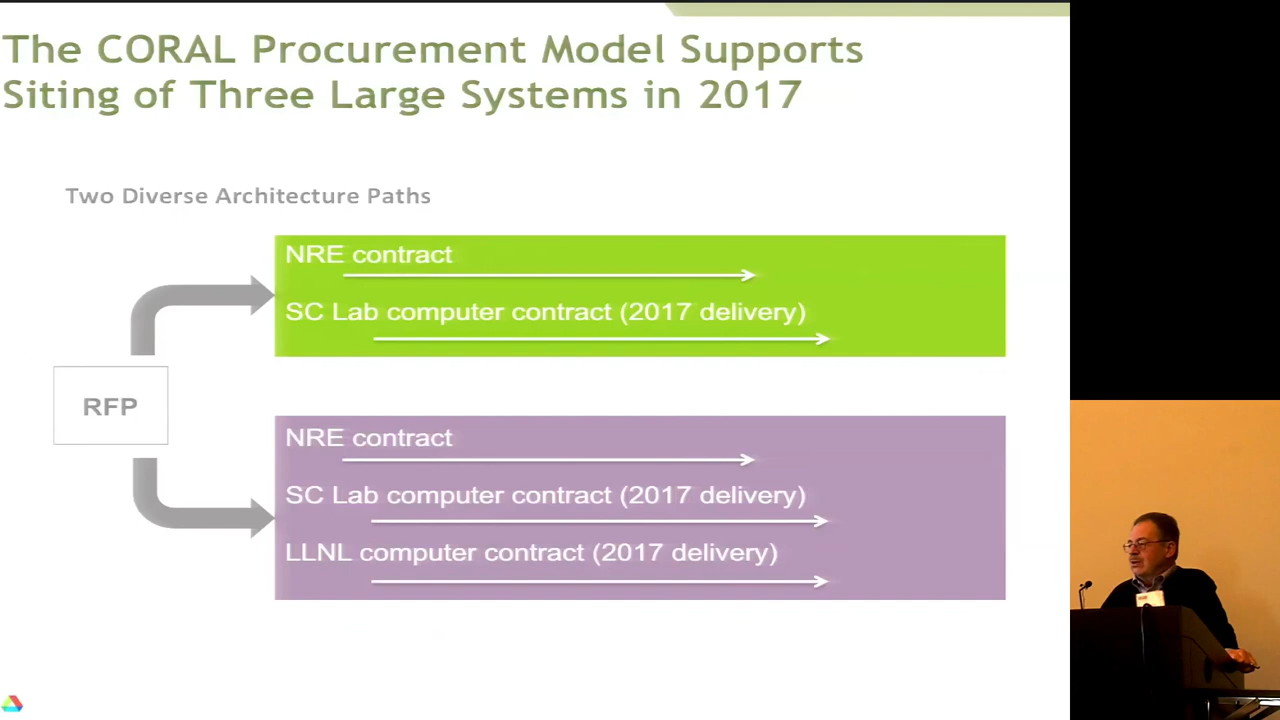 The CORAL Procurement Model Supports
Siting of Three Large Systems in 2017
Two Diverse Architecture Paths
NRE contract
SC Lab computer contract (2017 delivery)
RFP
NRE contract
SC Lab computer contract (2017 delivery)
LLNL computer contract (2017 delivery)